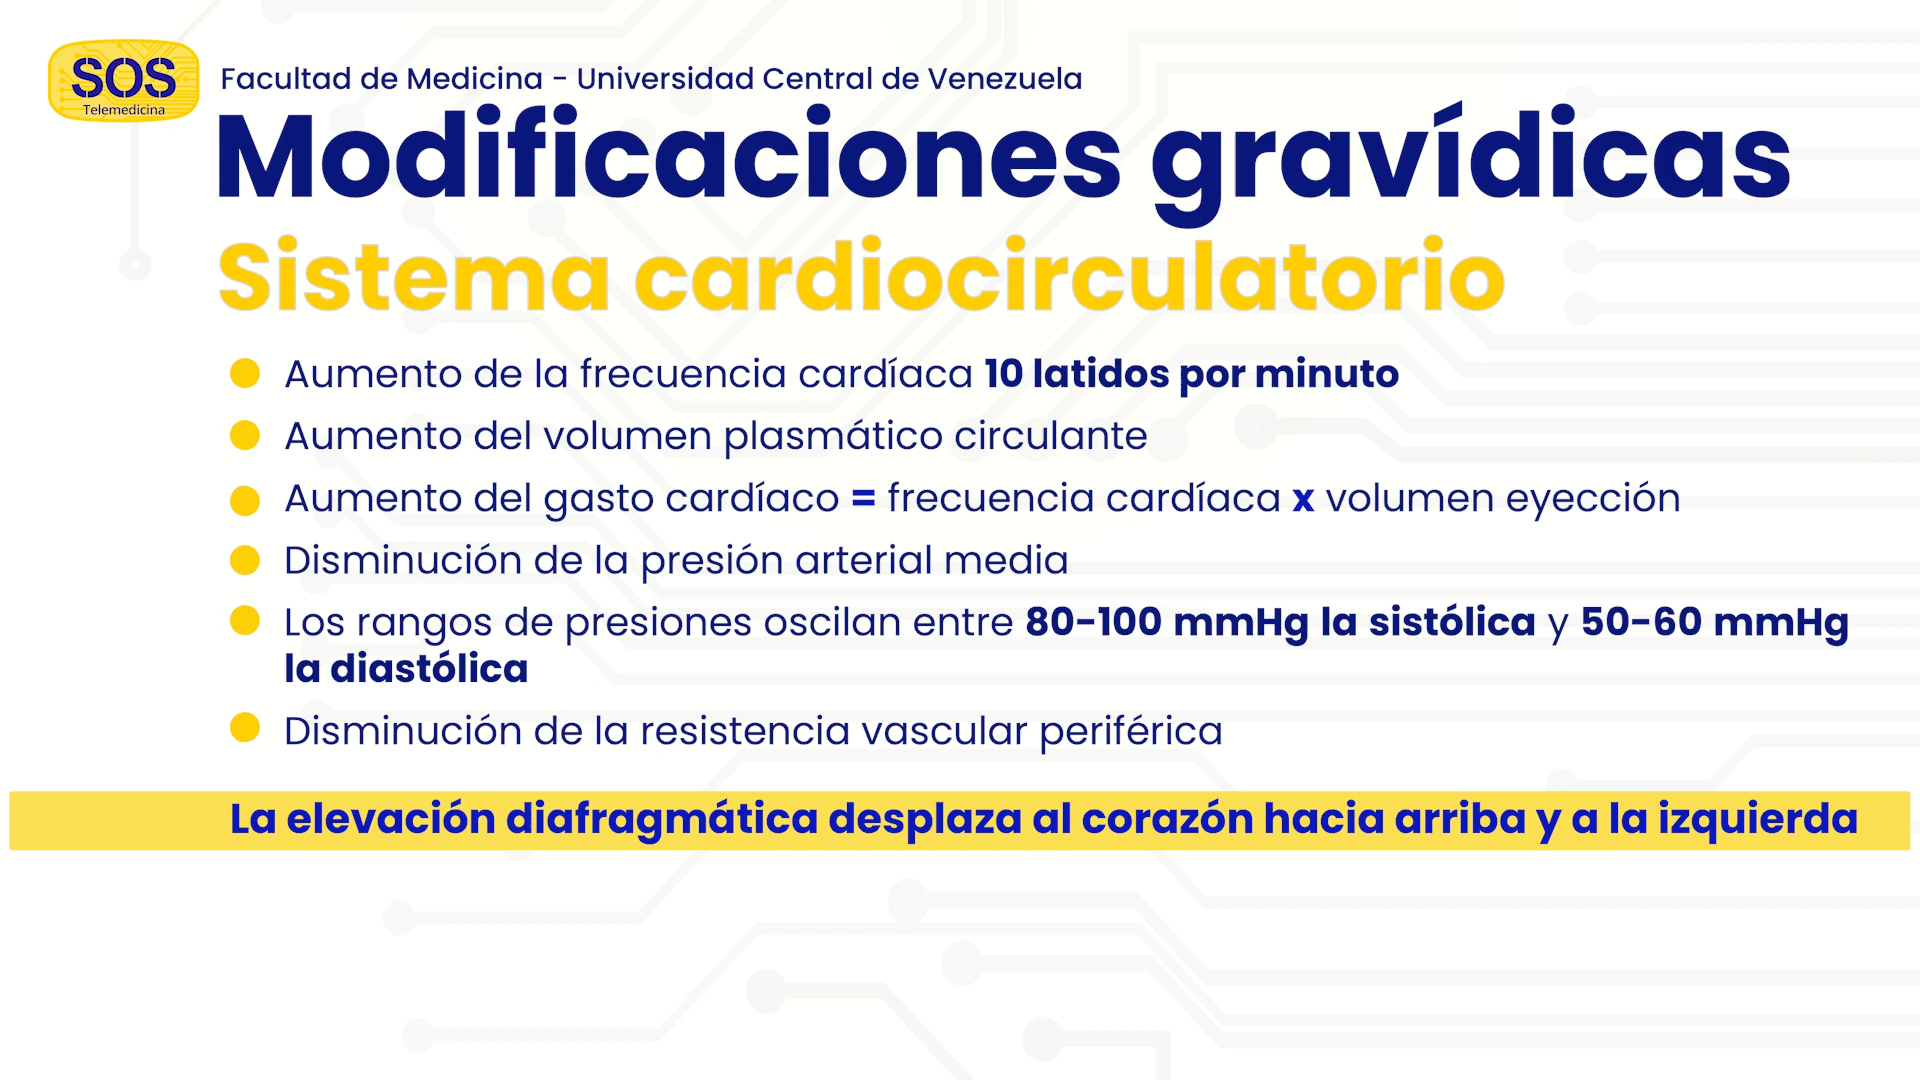 SOS
Telemedicina
Facultad de Medicina - Universidad Central de Venezuela
Modificaciones gravídicas
Sistema cardiocirculatorio
Aumento de la frecuencia cardíaca 10 latidos por minuto
Aumento del volumen plasmático circulante
Aumento del gasto cardíaco = frecuencia cardíaca x volumen eyección
Disminución de la presión arterial media
Los rangos de presiones oscilan entre 80-100 mmHg la sistólica y 50-60 mmHg
la diastólica
Disminución de la resistencia vascular periférica
La elevación diafragmática desplaza al corazón hacia arriba y a la izquierda